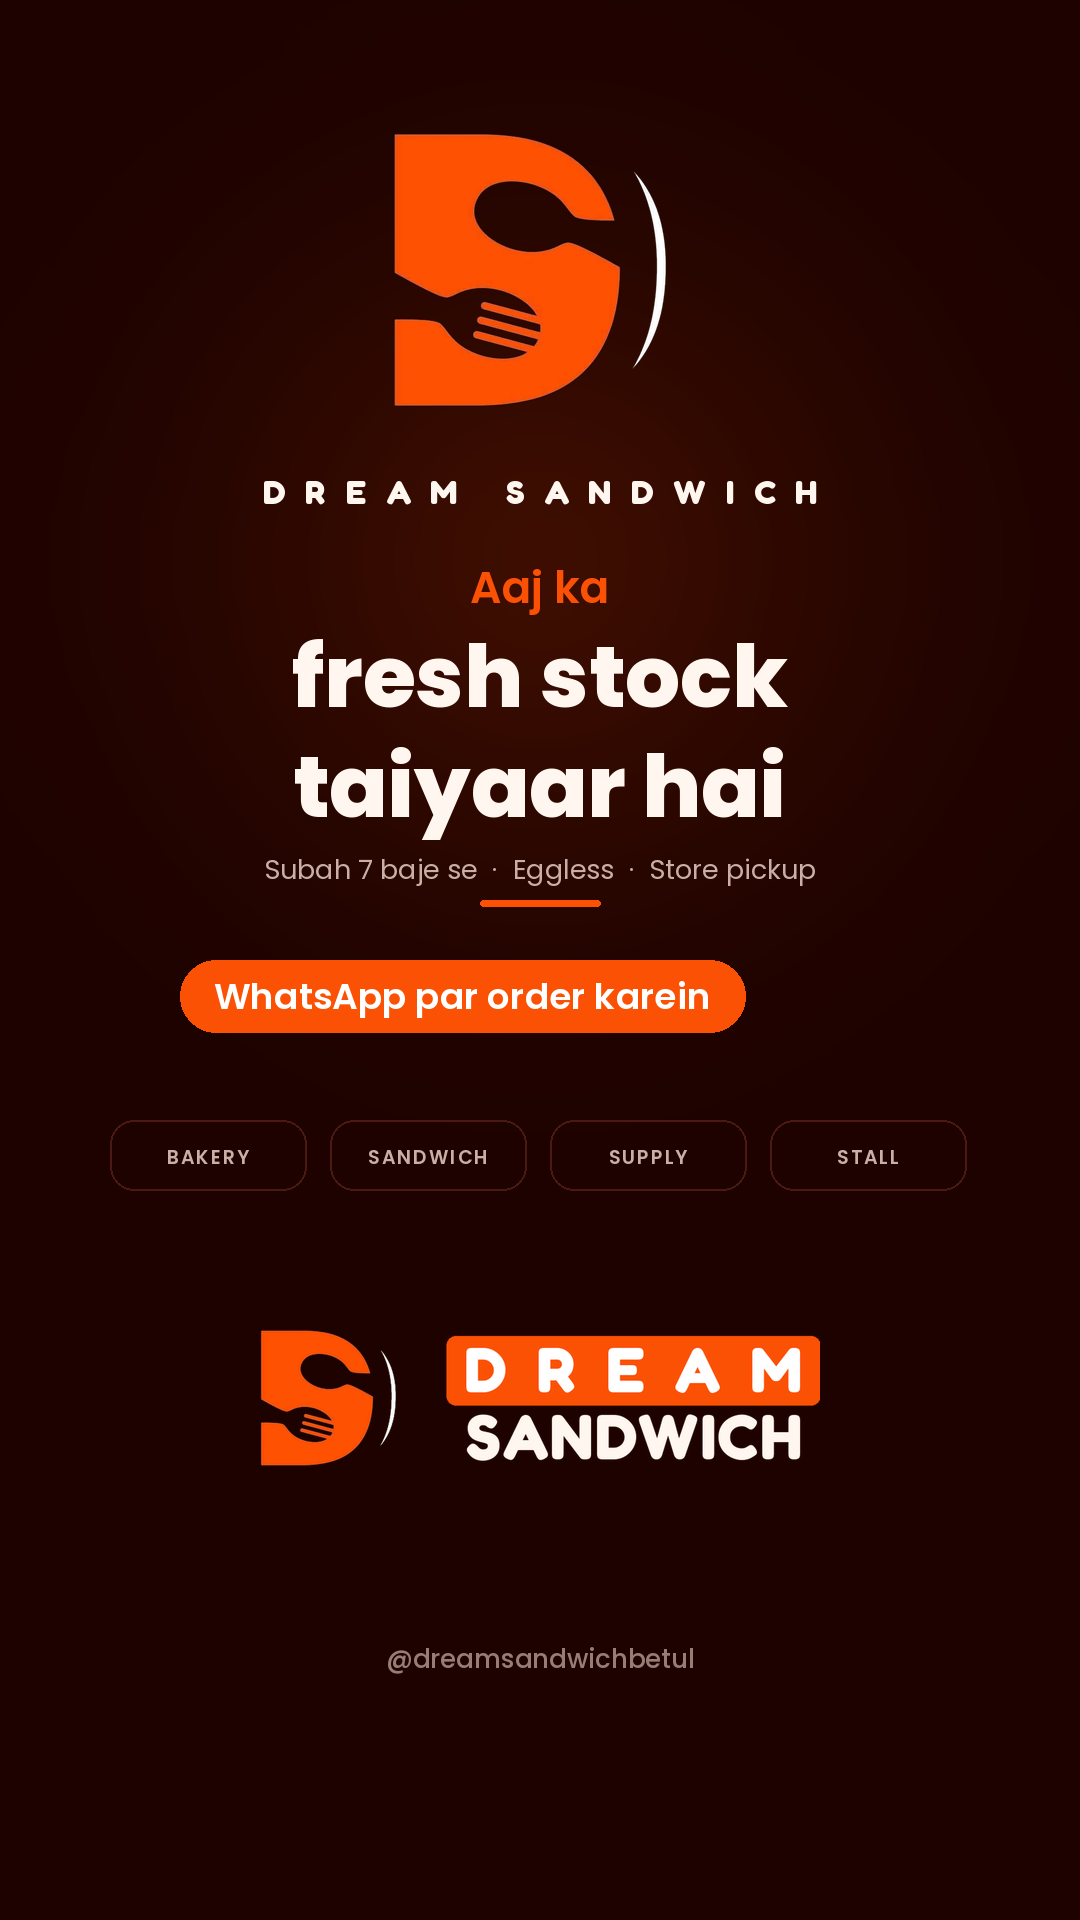 DREAM SANDWICH
Aaj ka
fresh stock
taiyaar hai
Subah 7 baje se · Eggless · Store pickup
WhatsApp par order karein
BAKERY
SANDWICH
SUPPLY
STALL
DREAM
SANDWICH
@dreamsandwichbetul